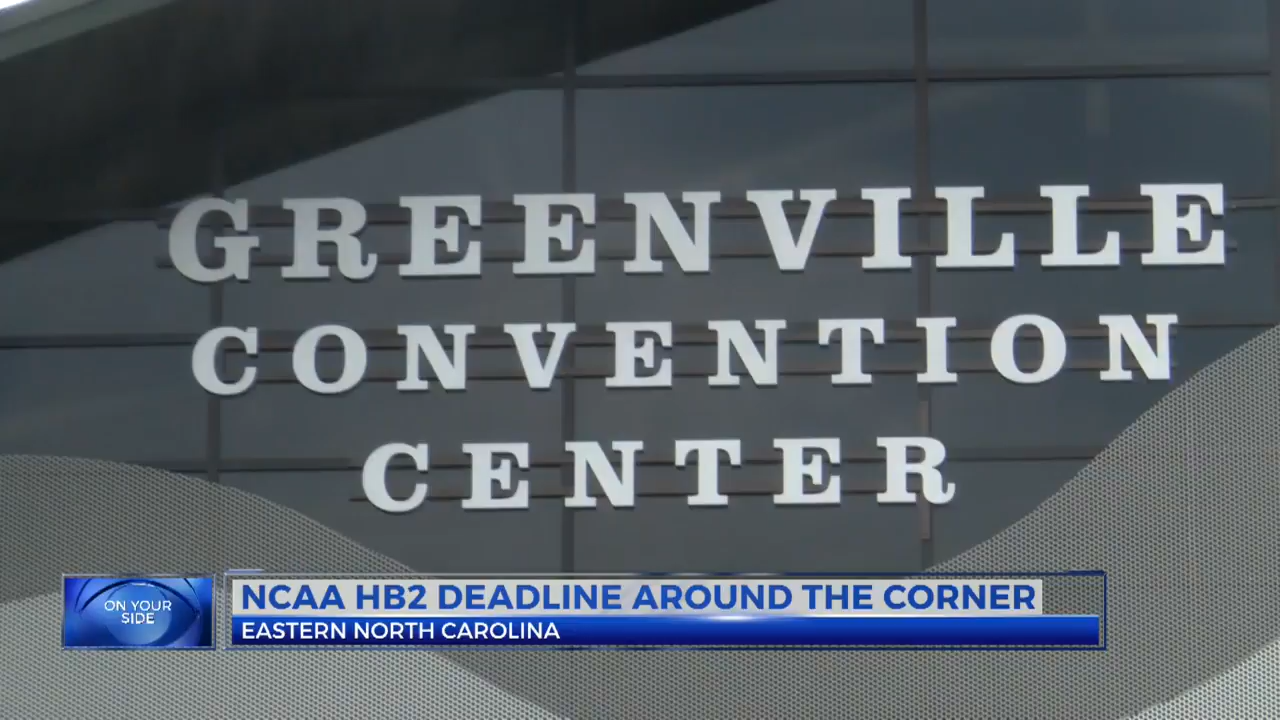 GREENVILLE
CONVENTION
CENTER
ON YOUR
SIDE
NCAA HB2 DEADLINE AROUND THE CORNER
EASTERN NORTH CAROLINA